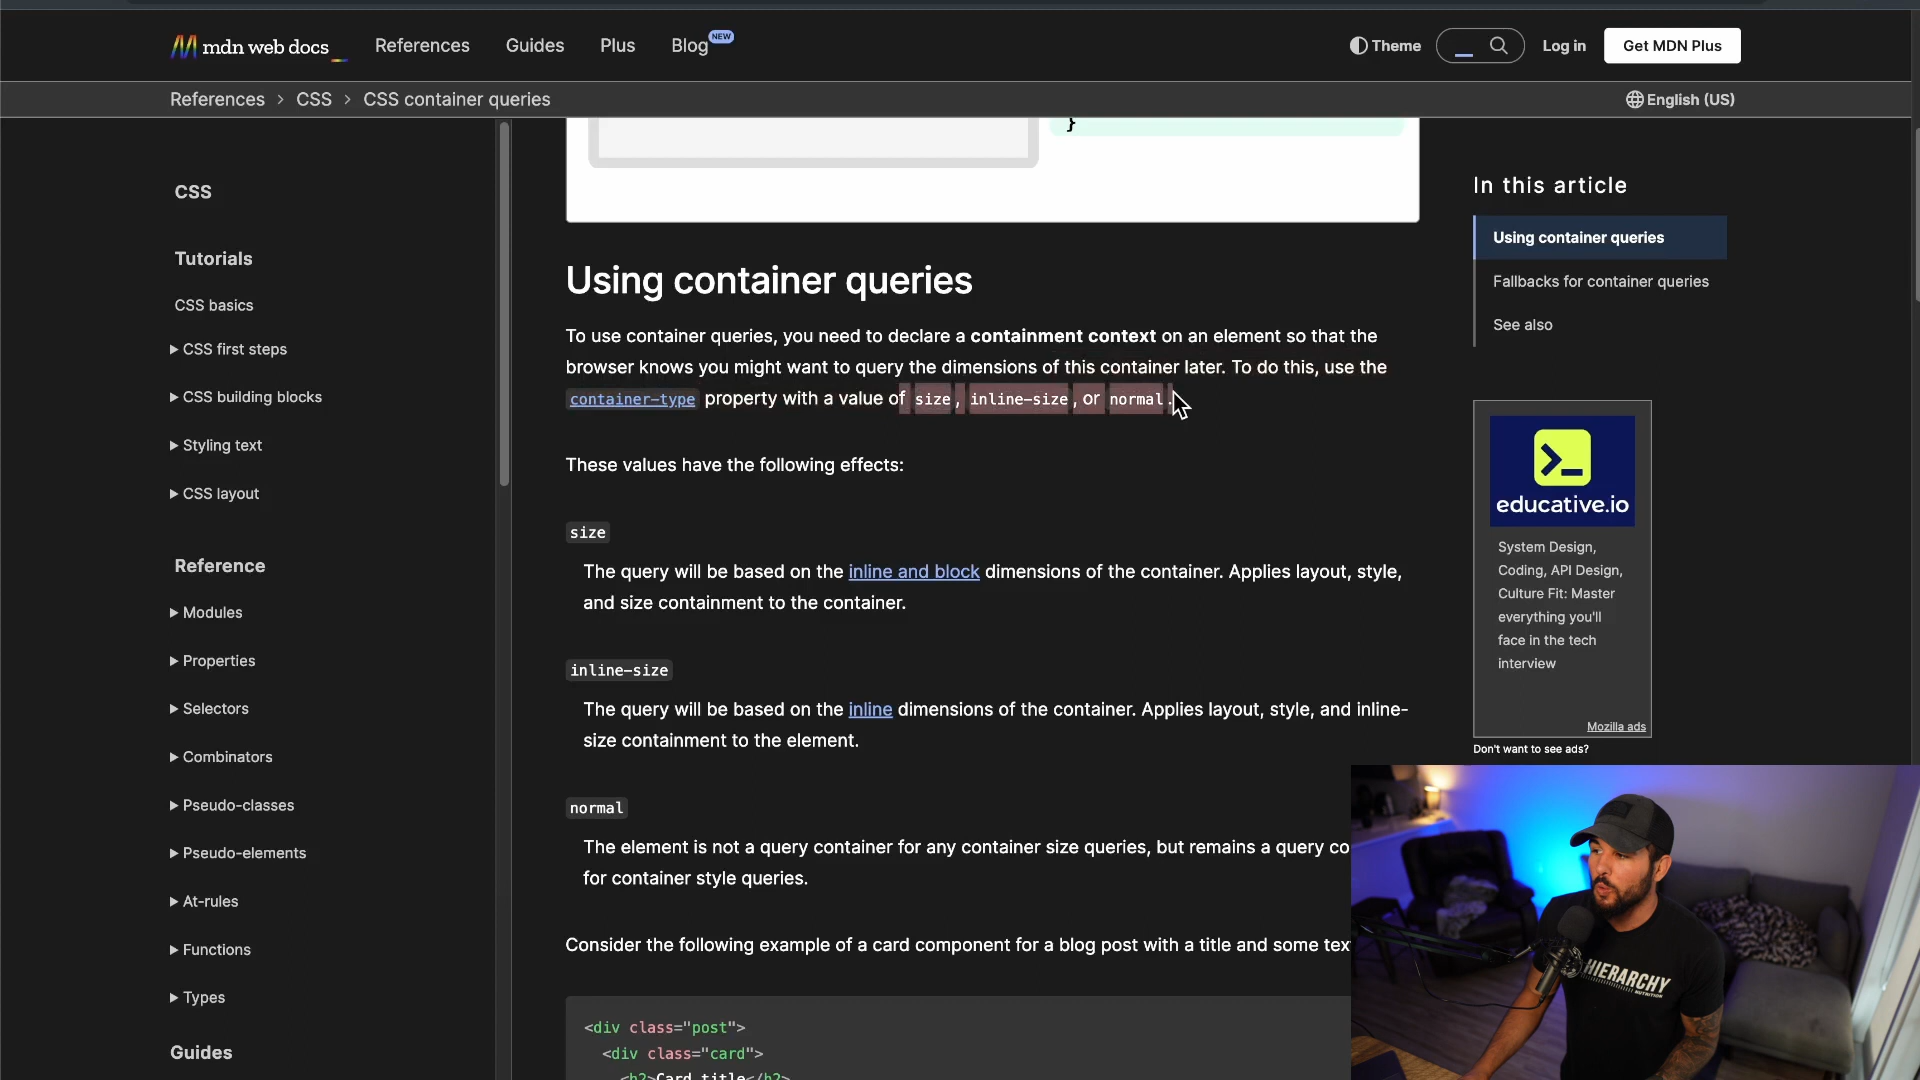 mdn web docs
References
Guides
Plus
Blog NEW
Theme
Log in
Get MDN Plus
References > CSS > CSS container queries
English (US)
CSS
Tutorials
CSS basics
CSS first steps
CSS building blocks
Styling text
CSS layout
Reference
Modules
Properties
Selectors
Combinators
Pseudo-classes
Pseudo-elements
At-rules
Functions
Types
Guides
}
Using container queries
To use container queries, you need to declare a containment context on an element so that the
browser knows you might want to query the dimensions of this container later. To do this, use the
container-type property with a value of size, inline-size, or normal.
These values have the following effects:
size
The query will be based on the inline and block dimensions of the container. Applies layout, style,
and size containment to the container.
inline-size
The query will be based on the inline dimensions of the container. Applies layout, style, and inline-
size containment to the element.
normal
The element is not a query container for any container size queries, but remains a query co
for container style queries.
Consider the following example of a card component for a blog post with a title and some tex
<div class="post">
<div class="card">
<h2>Card title</h2>
In this article
Using container queries
Fallbacks for container queries
See also
educative.io
System Design,
Coding, API Design,
Culture Fit: Master
everything you'll
face in the tech
interview
Mozilla ads
Don't want to see ads?
HIERARCHY
NUTRITION